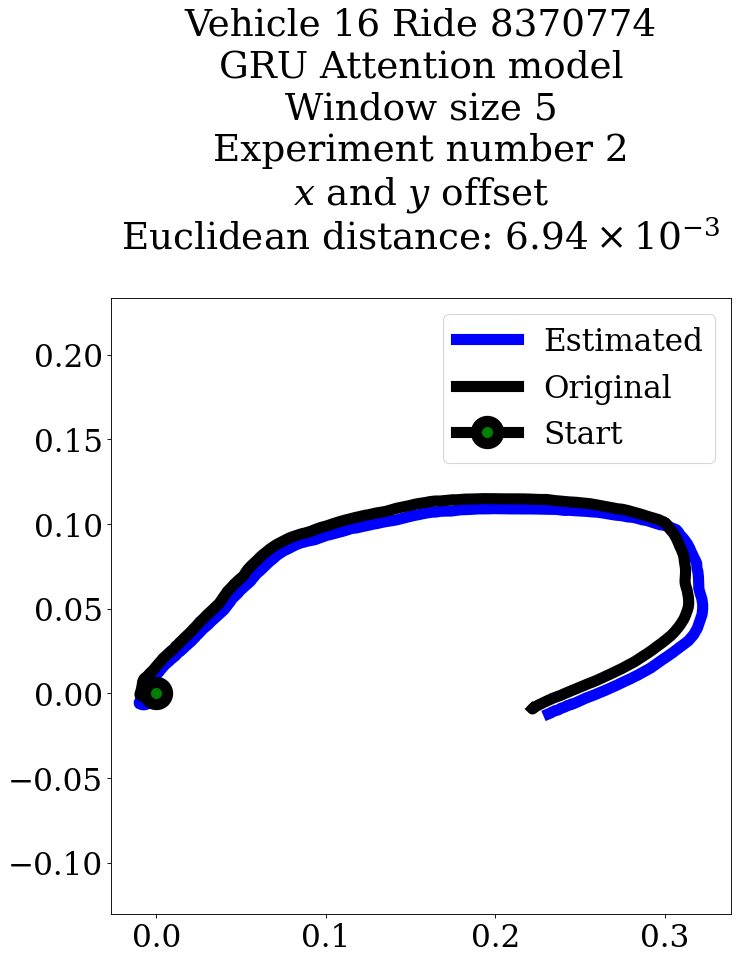 Vehicle 16 Ride 8370774
GRU Attention model
Window size 5
Experiment number 2
x and y offset
Euclidean distance: 6.94 × 10⁻³
Estimated
Original
Start
0.20
0.15
0.10
0.05
0.00
−0.05
−0.10
0.0 0.1 0.2 0.3